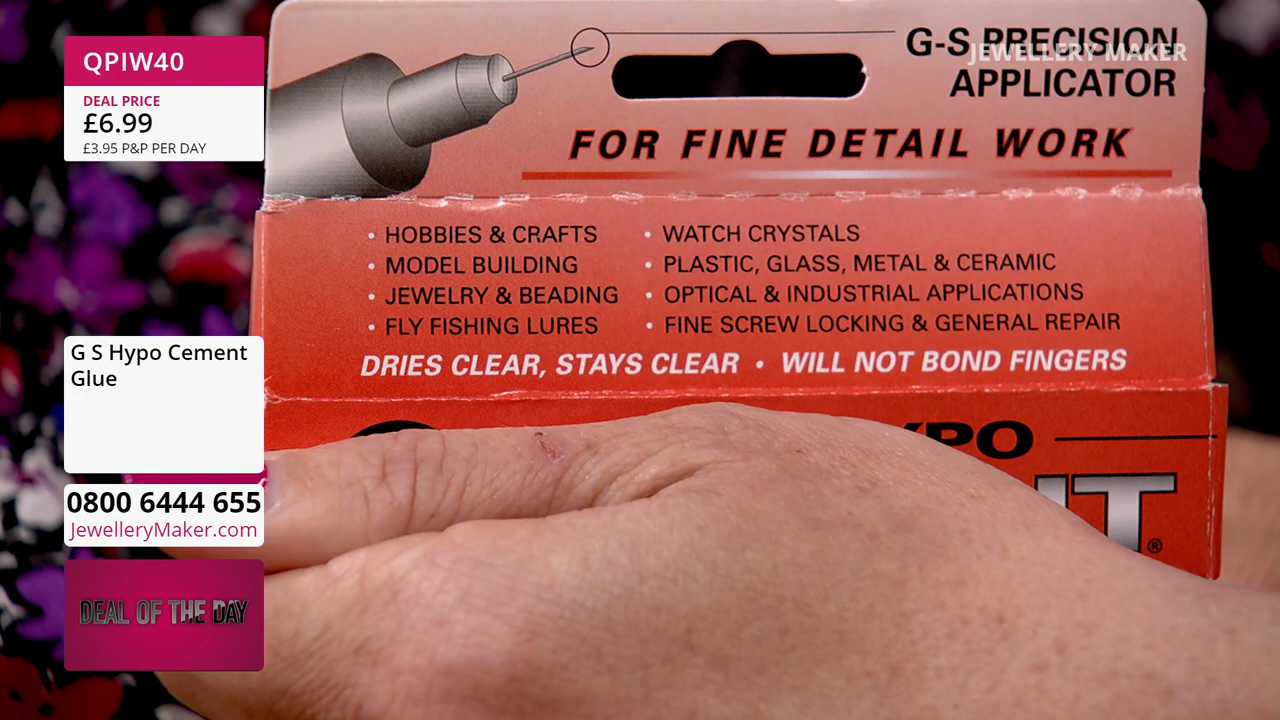 QPIW40
DEAL PRICE
£6.99
£3.95 P&P PER DAY
G S Hypo Cement
Glue
0800 6444 655
JewelleryMaker.com
DEAL OF THE DAY
JEWELLERY MAKER
G-S PRECISION
APPLICATOR
FOR FINE DETAIL WORK
• HOBBIES & CRAFTS
• MODEL BUILDING
• JEWELRY & BEADING
• FLY FISHING LURES
• WATCH CRYSTALS
• PLASTIC, GLASS, METAL & CERAMIC
• OPTICAL & INDUSTRIAL APPLICATIONS
• FINE SCREW LOCKING & GENERAL REPAIR
DRIES CLEAR, STAYS CLEAR • WILL NOT BOND FINGERS